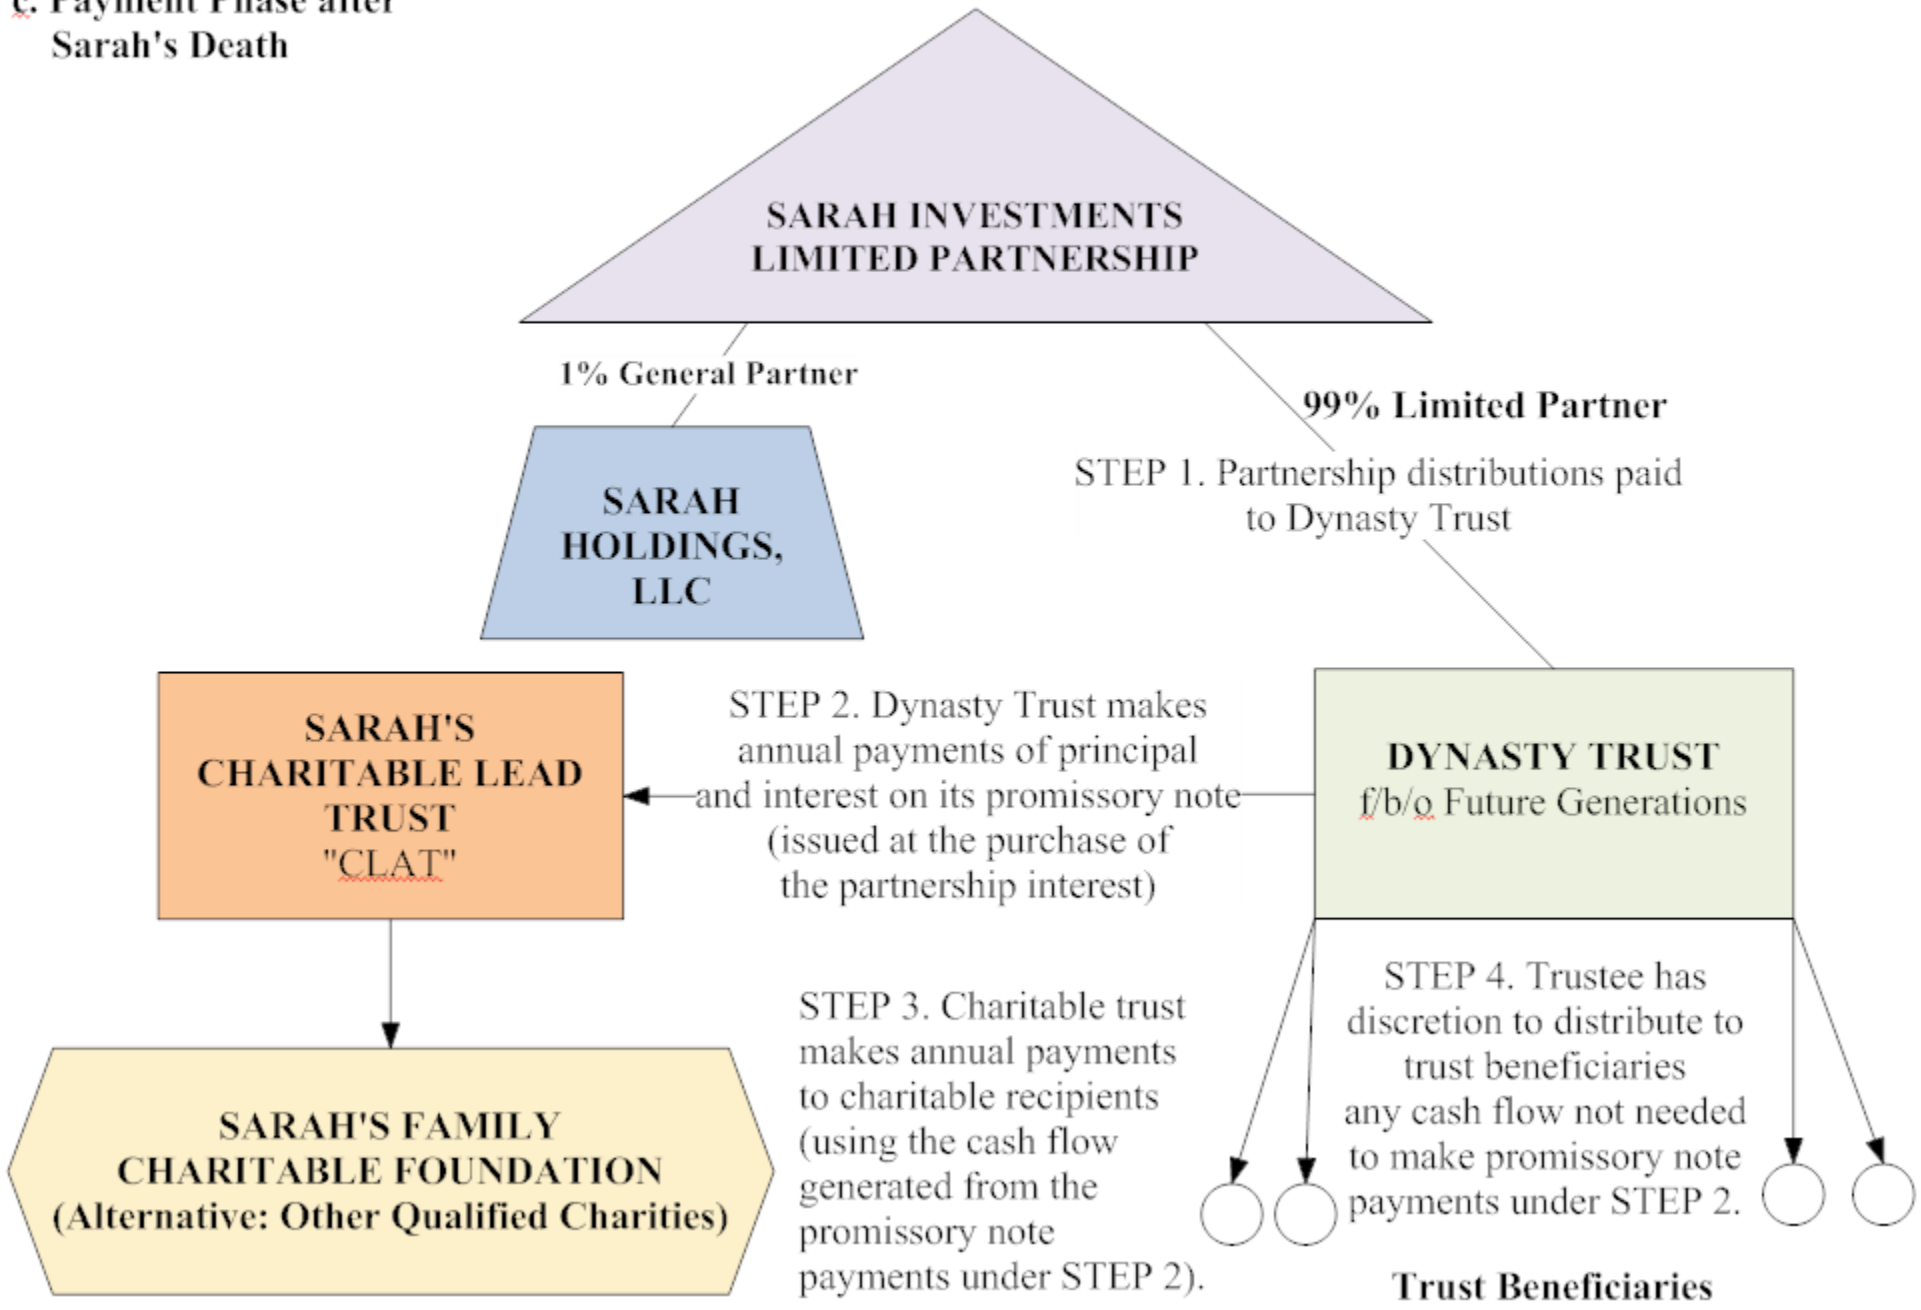 c. Payment Phase after
Sarah's Death
SARAH INVESTMENTS
LIMITED PARTNERSHIP
1% General Partner
99% Limited Partner
STEP 1. Partnership distributions paid
to Dynasty Trust
SARAH
HOLDINGS,
LLC
SARAH'S
CHARITABLE LEAD
TRUST
"CLAT"
STEP 2. Dynasty Trust makes
annual payments of principal
and interest on its promissory note
(issued at the purchase of
the partnership interest)
DYNASTY TRUST
f/b/o Future Generations
SARAH'S FAMILY
CHARITABLE FOUNDATION
(Alternative: Other Qualified Charities)
STEP 3. Charitable trust
makes annual payments
to charitable recipients
(using the cash flow
generated from the
promissory note
payments under STEP 2).
STEP 4. Trustee has
discretion to distribute to
trust beneficiaries
any cash flow not needed
to make promissory note
payments under STEP 2.
Trust Beneficiaries